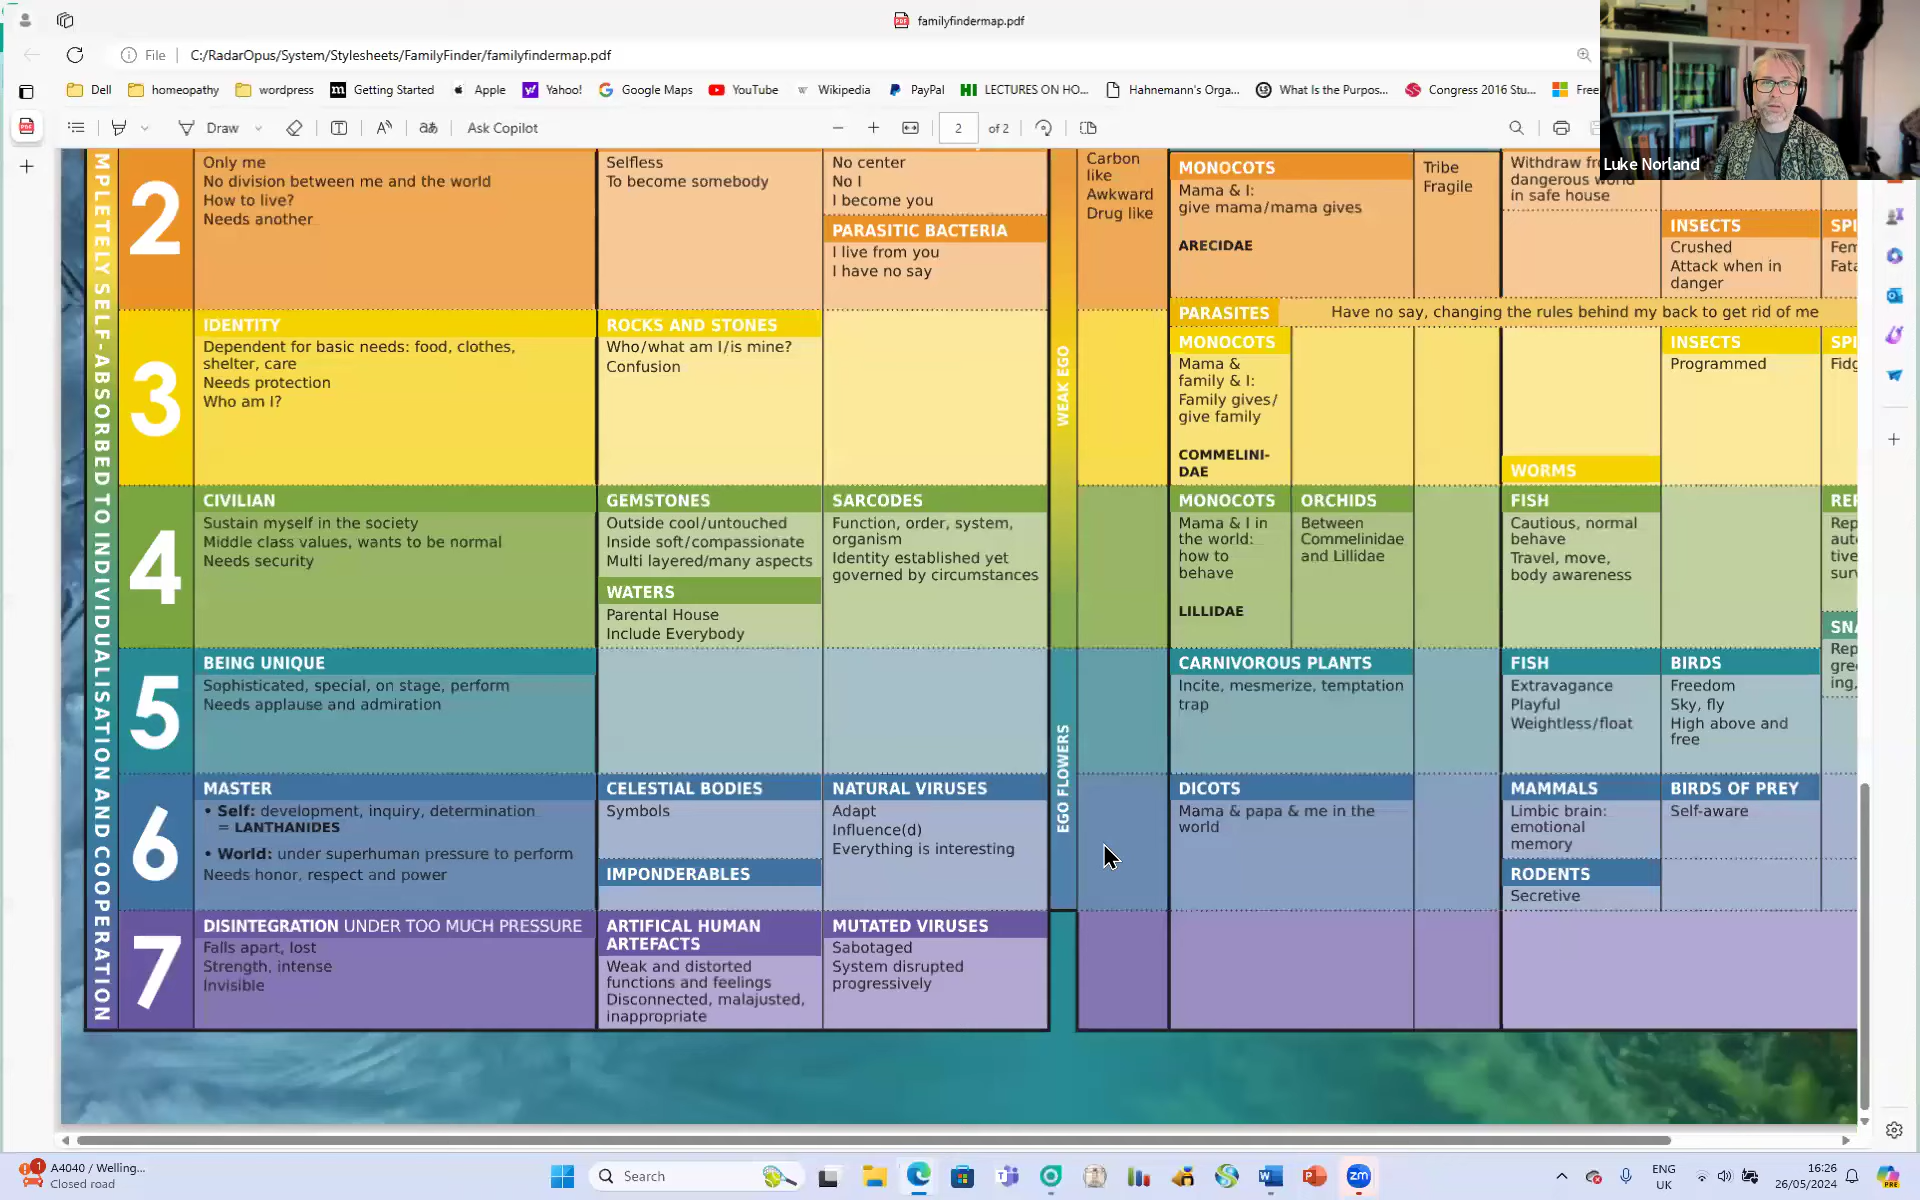 familyfindermap.pdf
File C:/RadarOpus/System/Stylesheets/FamilyFinder/familyfindermap.pdf
Dell homeopathy wordpress Getting Started Apple Yahoo! Google Maps YouTube Wikipedia PayPal LECTURES ON HO... Hahnemann's Orga... What Is the Purpos... Congress 2016 Stu... Free
Draw Ask Copilot 2 of 2
Luke Norland
MPLETELY SELF-ABSORBED TO INDIVIDUALISATION AND COOPERATION
2
Only me
No division between me and the world
How to live?
Needs another
Selfless
To become somebody
No center
No I
I become you
PARASITIC BACTERIA
I live from you
I have no say
WEAK EGO
Carbon
like
Awkward
Drug like
MONOCOTS
Mama & I:
give mama/mama gives
ARECIDAE
Tribe
Fragile
Withdraw fr
dangerous world
in safe house
INSECTS
Crushed
Attack when in
danger
SPI
Fem
Fata
PARASITES Have no say, changing the rules behind my back to get rid of me
3
IDENTITY
Dependent for basic needs: food, clothes,
shelter, care
Needs protection
Who am I?
ROCKS AND STONES
Who/what am I/is mine?
Confusion
MONOCOTS
Mama &
family & I:
Family gives/
give family
COMMELINI-
DAE
WORMS
INSECTS
Programmed
SPI
Fidg
4
CIVILIAN
Sustain myself in the society
Middle class values, wants to be normal
Needs security
GEMSTONES
Outside cool/untouched
Inside soft/compassionate
Multi layered/many aspects
WATERS
Parental House
Include Everybody
SARCODES
Function, order, system,
organism
Identity established yet
governed by circumstances
MONOCOTS
Mama & I in
the world:
how to
behave
LILLIDAE
ORCHIDS
Between
Commelinidae
and Lillidae
FISH
Cautious, normal
behave
Travel, move,
body awareness
REP
Rep
auto
tive
surv
SNA
Rep
gre
ing,
5
BEING UNIQUE
Sophisticated, special, on stage, perform
Needs applause and admiration
EGO FLOWERS
CARNIVOROUS PLANTS
Incite, mesmerize, temptation
trap
FISH
Extravagance
Playful
Weightless/float
BIRDS
Freedom
Sky, fly
High above and
free
6
MASTER
• Self: development, inquiry, determination
= LANTHANIDES
• World: under superhuman pressure to perform
Needs honor, respect and power
CELESTIAL BODIES
Symbols
IMPONDERABLES
NATURAL VIRUSES
Adapt
Influence(d)
Everything is interesting
DICOTS
Mama & papa & me in the
world
MAMMALS
Limbic brain:
emotional
memory
RODENTS
Secretive
BIRDS OF PREY
Self-aware
7
DISINTEGRATION UNDER TOO MUCH PRESSURE
Falls apart, lost
Strength, intense
Invisible
ARTIFICAL HUMAN
ARTEFACTS
Weak and distorted
functions and feelings
Disconnected, malajusted,
inappropriate
MUTATED VIRUSES
Sabotaged
System disrupted
progressively
A4040 / Welling...
Closed road
Search
ENG
UK
16:26
26/05/2024